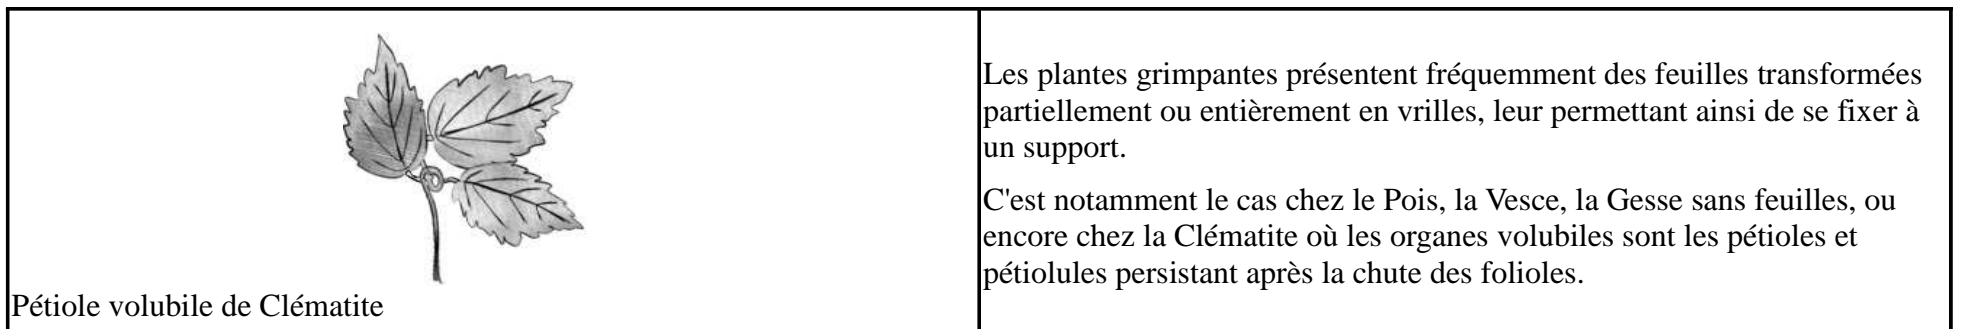 Pétiole volubile de Clématite
Les plantes grimpantes présentent fréquemment des feuilles transformées
partiellement ou entièrement en vrilles, leur permettant ainsi de se fixer à
un support.
C'est notamment le cas chez le Pois, la Vesce, la Gesse sans feuilles, ou
encore chez la Clématite où les organes volubiles sont les pétioles et
pétiolules persistant après la chute des folioles.